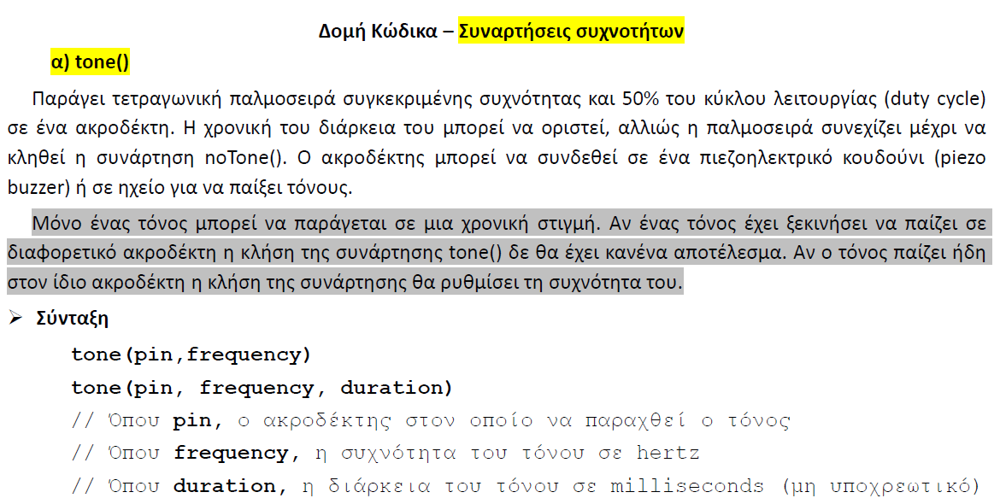 Δομή Κώδικα – Συναρτήσεις συχνοτήτων
α) tone()
Παράγει τετραγωνική παλμοσειρά συγκεκριμένης συχνότητας και 50% του κύκλου λειτουργίας (duty cycle)
σε ένα ακροδέκτη. Η χρονική του διάρκεια του μπορεί να οριστεί, αλλιώς η παλμοσειρά συνεχίζει μέχρι να
κληθεί η συνάρτηση noTone(). Ο ακροδέκτης μπορεί να συνδεθεί σε ένα πιεζοηλεκτρικό κουδούνι (piezo
buzzer) ή σε ηχείο για να παίξει τόνους.
Μόνο ένας τόνος μπορεί να παράγεται σε μια χρονική στιγμή. Αν ένας τόνος έχει ξεκινήσει να παίζει σε
διαφορετικό ακροδέκτη η κλήση της συνάρτησης tone() δε θα έχει κανένα αποτέλεσμα. Αν ο τόνος παίζει ήδη
στον ίδιο ακροδέκτη η κλήση της συνάρτησης θα ρυθμίσει τη συχνότητα του.
➢ Σύνταξη
tone(pin,frequency)
tone(pin, frequency, duration)
// Όπου pin, ο ακροδέκτης στον οποίο να παραχθεί ο τόνος
// Όπου frequency, η συχνότητα του τόνου σε hertz
// Όπου duration, η διάρκεια του τόνου σε milliseconds (μη υποχρεωτικό)